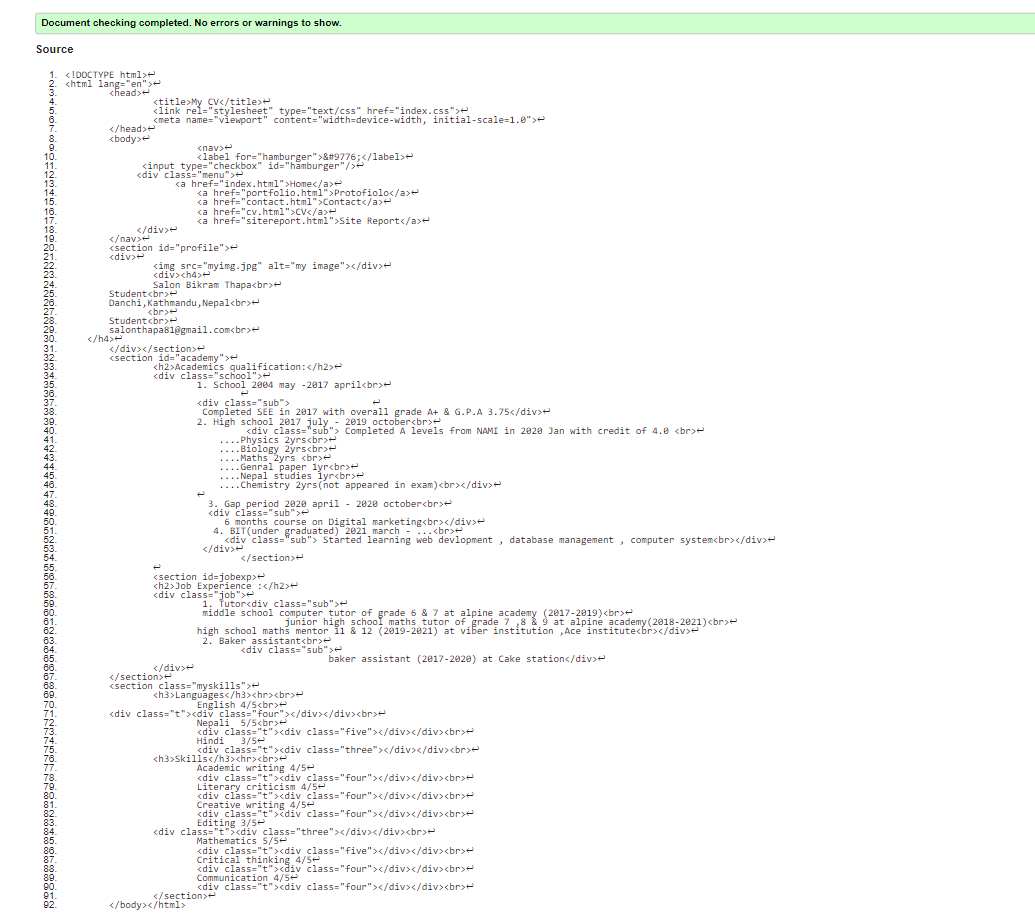 Document checking completed. No errors or warnings to show.
Source
1. <!DOCTYPE html>↩
2. <html lang="en">↩
3. <head>↩
4. <title>My CV</title>↩
5. <link rel="stylesheet" type="text/css" href="index.css">↩
6. <meta name="viewport" content="width=device-width, initial-scale=1.0">↩
7. </head>↩
8. <body>↩
9. <nav>↩
10. <label for="hamburger">&#9776;</label>↩
11. <input type="checkbox" id="hamburger"/>↩
12. <div class="menu">↩
13. <a href="index.html">Home</a>↩
14. <a href="portfolio.html">Protofiolo</a>↩
15. <a href="contact.html">Contact</a>↩
16. <a href="cv.html">CV</a>↩
17. <a href="sitereport.html">Site Report</a>↩
18. </div>↩
19. </nav>↩
20. <section id="profile">↩
21. <div>↩
22. <img src="myimg.jpg" alt="my image"></div>↩
23. <div><h4>↩
24. Salon Bikram Thapa<br>↩
25. Student<br>↩
26. Danchi,Kathmandu,Nepal<br>↩
27. <br>↩
28. Student<br>↩
29. salonthapa81@gmail.com<br>↩
30. </h4>↩
31. </div></section>↩
32. <section id="academy">↩
33. <h2>Academics qualification:</h2>↩
34. <div class="school">↩
35. 1. School 2004 may -2017 april<br>↩
36. ↩
37. <div class="sub"> ↩
38. Completed SEE in 2017 with overall grade A+ & G.P.A 3.75</div>↩
39. 2. High school 2017 july - 2019 october<br>↩
40. <div class="sub"> Completed A levels from NAMI in 2020 Jan with credit of 4.0 <br>↩
41. ....Physics 2yrs<br>↩
42. ....Biology 2yrs<br>↩
43. ....Maths 2yrs <br>↩
44. ....Genral paper 1yr<br>↩
45. ....Nepal studies 1yr<br>↩
46. ....Chemistry 2yrs(not appeared in exam)<br></div>↩
47. ↩
48. 3. Gap period 2020 april - 2020 october<br>↩
49. <div class="sub">↩
50. 6 months course on Digital marketing<br></div>↩
51. 4. BIT(under graduated) 2021 march - ...<br>↩
52. <div class="sub"> Started learning web devlopment , database management , computer system<br></div>↩
53. </div>↩
54. </section>↩
55. ↩
56. <section id=jobexp>↩
57. <h2>Job Experience :</h2>↩
58. <div class="job">↩
59. 1. Tutor<div class="sub">↩
60. middle school computer tutor of grade 6 & 7 at alpine academy (2017-2019)<br>↩
61. junior high school maths tutor of grade 7 ,8 & 9 at alpine academy(2018-2021)<br>↩
62. high school maths mentor 11 & 12 (2019-2021) at viber institution ,Ace institute<br></div>↩
63. 2. Baker assistant<br>↩
64. <div class="sub">↩
65. baker assistant (2017-2020) at Cake station</div>↩
66. </div>↩
67. </section>↩
68. <section class="myskills">↩
69. <h3>Languages</h3><hr><br>↩
70. English 4/5<br>↩
71. <div class="t"><div class="four"></div></div><br>↩
72. Nepali  5/5<br>↩
73. <div class="t"><div class="five"></div></div><br>↩
74. Hindi   3/5↩
75. <div class="t"><div class="three"></div></div><br>↩
76. <h3>Skills</h3><hr><br>↩
77. Academic writing 4/5↩
78. <div class="t"><div class="four"></div></div><br>↩
79. Literary criticism 4/5↩
80. <div class="t"><div class="four"></div></div><br>↩
81. Creative writing 4/5↩
82. <div class="t"><div class="four"></div></div><br>↩
83. Editing 3/5↩
84. <div class="t"><div class="three"></div></div><br>↩
85. Mathematics 5/5↩
86. <div class="t"><div class="five"></div></div><br>↩
87. Critical thinking 4/5↩
88. <div class="t"><div class="four"></div></div><br>↩
89. Communication 4/5↩
90. <div class="t"><div class="four"></div></div><br>↩
91. </section>↩
92. </body></html>